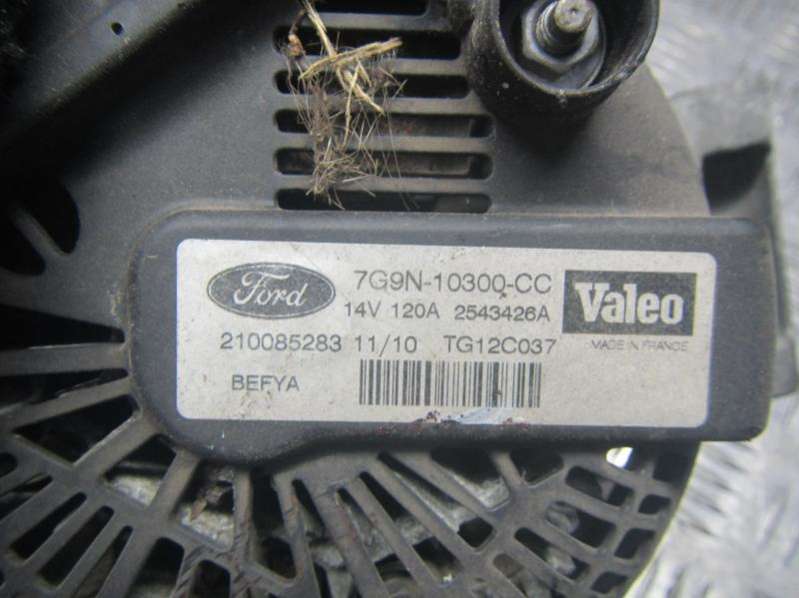 Ford
7G9N-10300-CC
14V 120A 2543426A
Valeo
MADE IN FRANCE
210085283 11/10 TG12C037
BEFYA